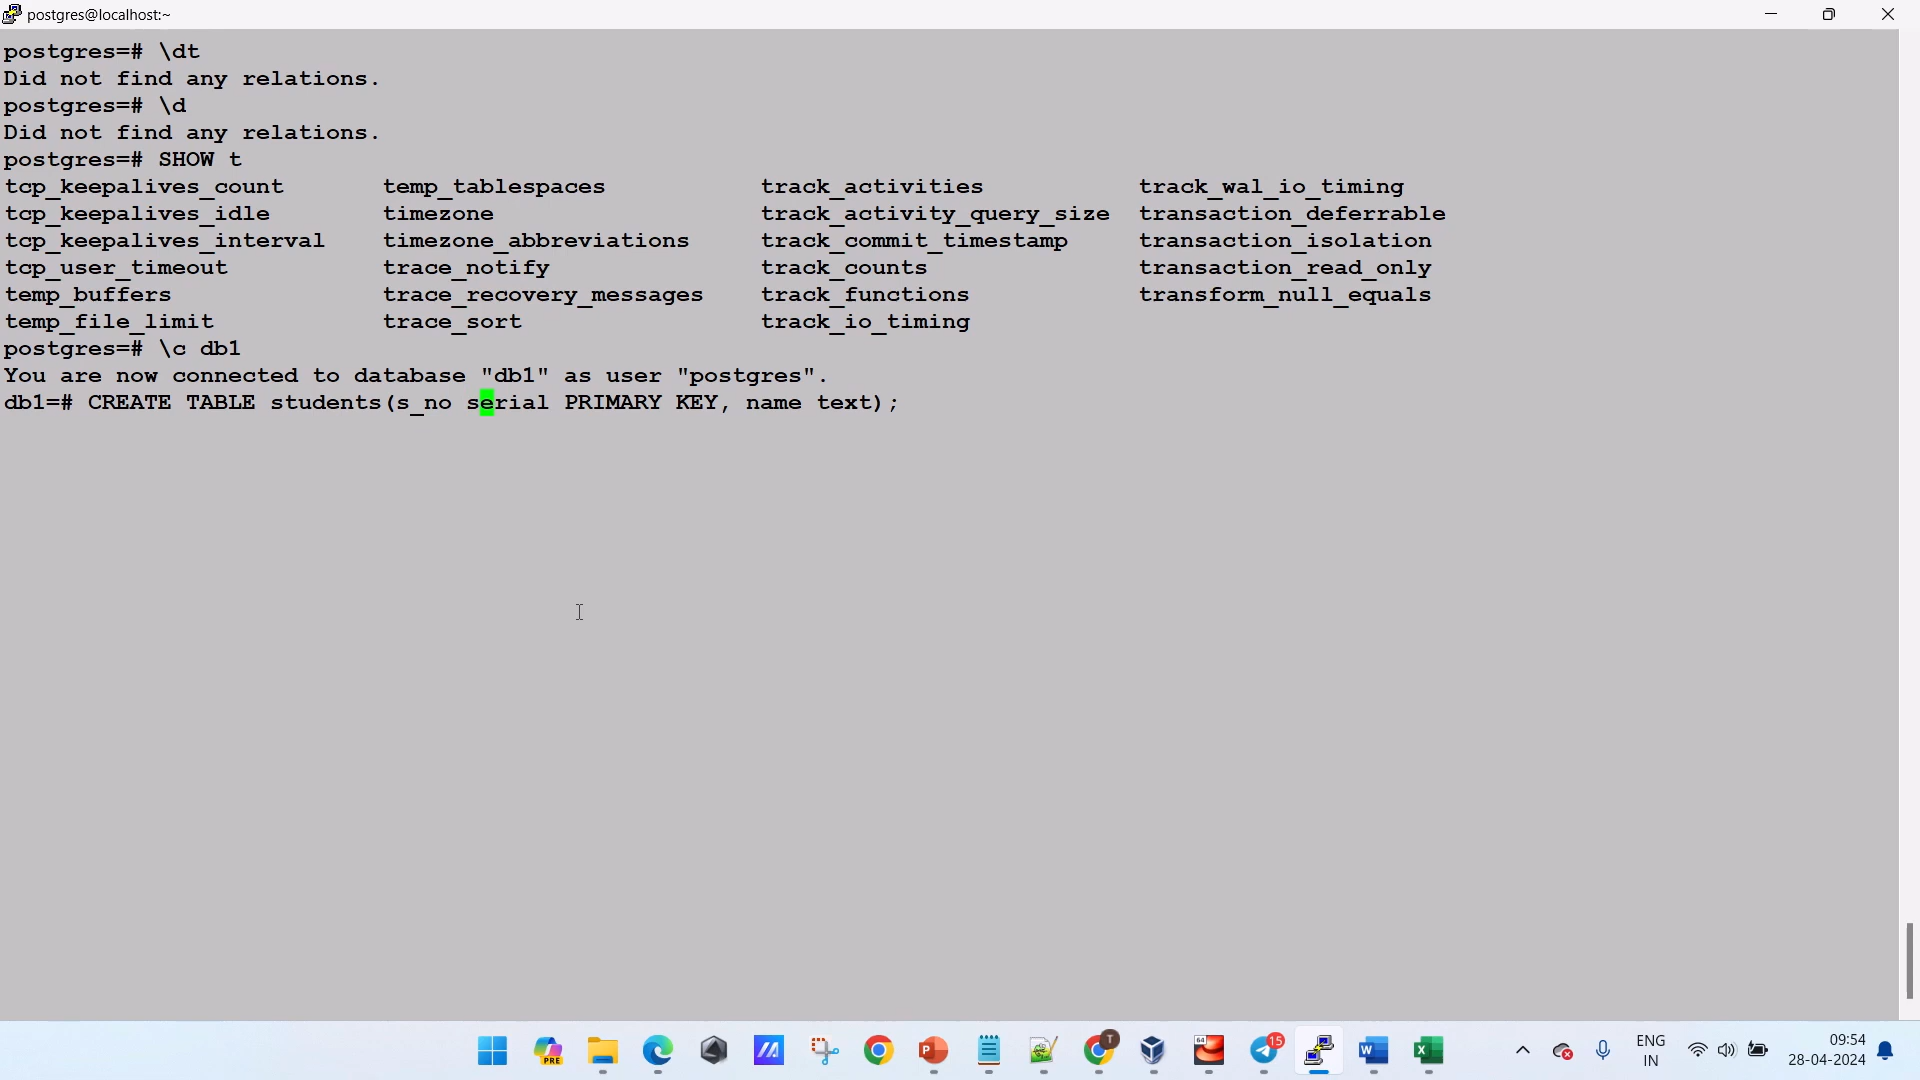 postgres@localhost:~
postgres=# \dt
Did not find any relations.
postgres=# \d
Did not find any relations.
postgres=# SHOW t
tcp_keepalives_count temp_tablespaces track_activities track_wal_io_timing
tcp_keepalives_idle timezone track_activity_query_size transaction_deferrable
tcp_keepalives_interval timezone_abbreviations track_commit_timestamp transaction_isolation
tcp_user_timeout trace_notify track_counts transaction_read_only
temp_buffers trace_recovery_messages track_functions transform_null_equals
temp_file_limit trace_sort track_io_timing
postgres=# \c db1
You are now connected to database "db1" as user "postgres".
db1=# CREATE TABLE students(s_no serial PRIMARY KEY, name text);
PRE
64
T
15
ENG
IN
09:54
28-04-2024